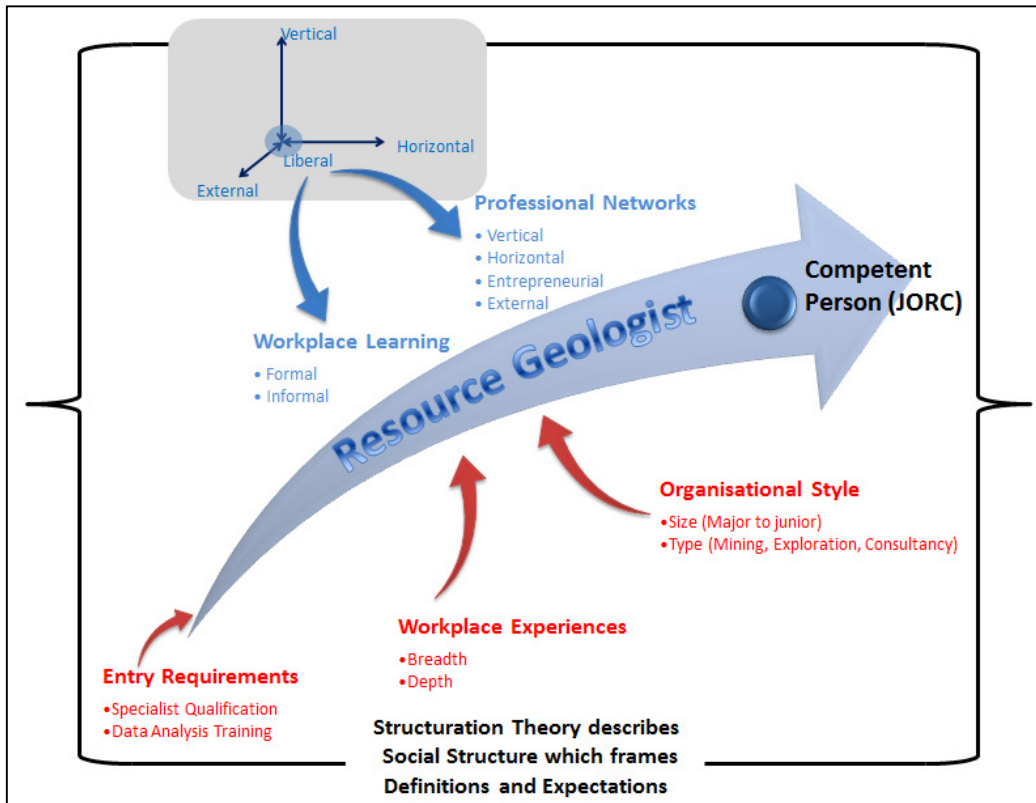 Vertical
Horizontal
Liberal
External
Professional Networks
• Vertical
• Horizontal
• Entrepreneurial
• External
Workplace Learning
• Formal
• Informal
Resource Geologist
Competent
Person (JORC)
Organisational Style
•Size (Major to junior)
•Type (Mining, Exploration, Consultancy)
Workplace Experiences
•Breadth
•Depth
Entry Requirements
•Specialist Qualification
•Data Analysis Training
Structuration Theory describes
Social Structure which frames
Definitions and Expectations